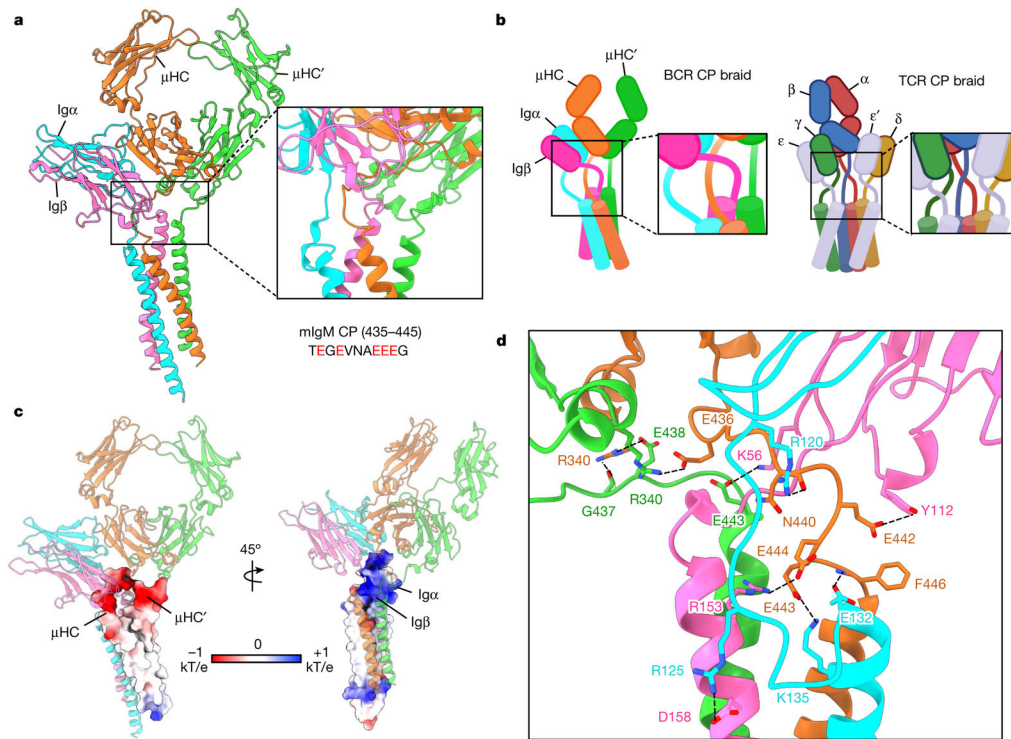 a
μHC
μHC′
Igα
Igβ
mIgM CP (435–445)
TEGEVNAEEEG
b
μHC
μHC′
Igα
Igβ
BCR CP braid
α
β
γ
ε
ε′
δ
TCR CP braid
c
μHC
μHC′
45°
Igα
Igβ
–1
kT/e
0
+1
kT/e
d
E436
E438
R120
K56
R340
R340
G437
E443
N440
Y112
E442
E444
F446
R153
E443
E132
R125
K135
D158